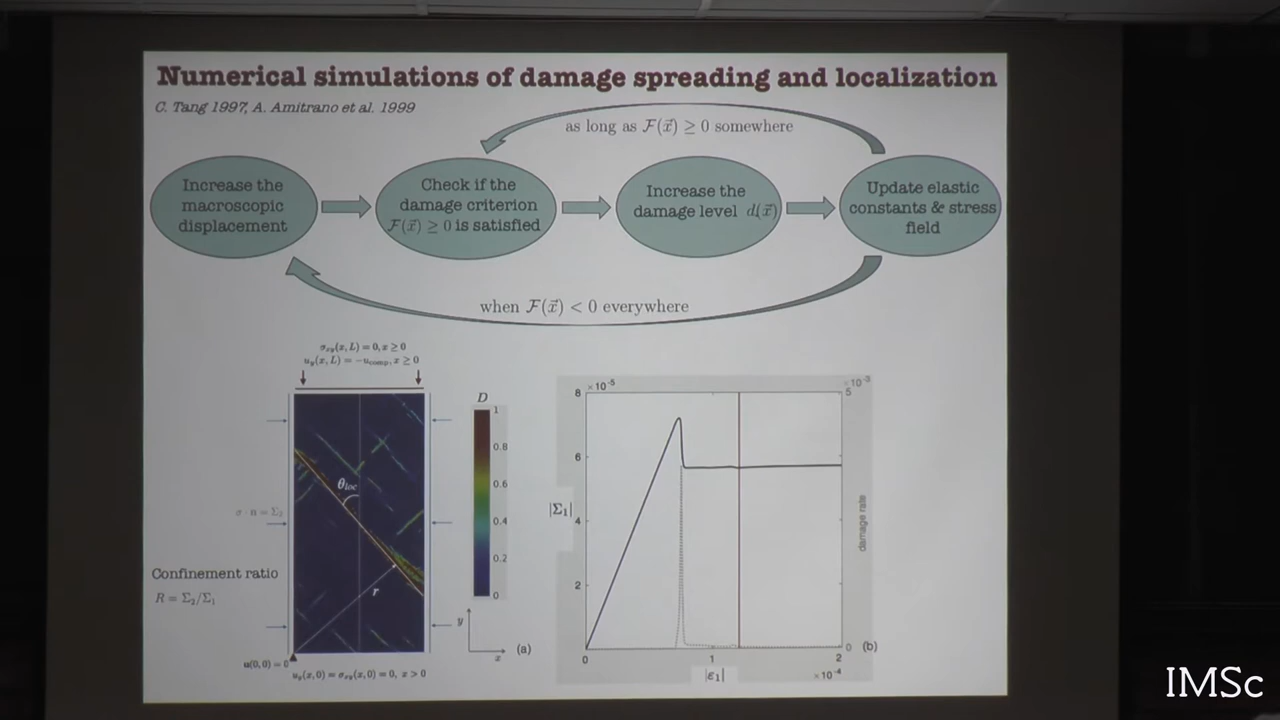 Numerical simulations of damage spreading and localization
C. Tang 1997, A. Amitrano et al. 1999
as long as F(x⃗) ≥ 0 somewhere
Increase the
macroscopic
displacement
Check if the
damage criterion
F(x⃗) ≥ 0 is satisfied
Increase the
damage level d(x⃗)
Update elastic
constants & stress
field
when F(x⃗) < 0 everywhere
σxy(x, L) = 0, x ≥ 0
uy(x, L) = −ucomp, x ≥ 0
D
1
0.8
0.6
0.4
0.2
0
θloc
r
σ · n = Σ2
Confinement ratio
R = Σ2/Σ1
u(0, 0) = 0
uy(x, 0) = σxy(x, 0) = 0, x > 0
y
x
(a)
×10⁻⁵
8
6
4
2
|Σ1|
0
1
2
|ε1|
×10⁻⁴
×10⁻³
5
damage rate
0
(b)
IMSc